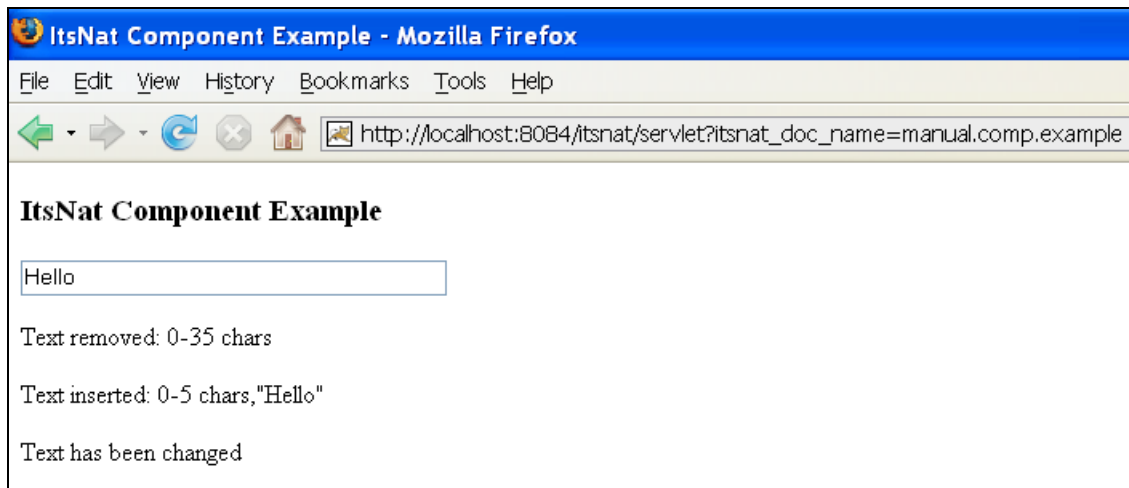 ItsNat Component Example - Mozilla Firefox
File Edit View History Bookmarks Tools Help
http://localhost:8084/itsnat/servlet?itsnat_doc_name=manual.comp.example
ItsNat Component Example
Hello
Text removed: 0-35 chars
Text inserted: 0-5 chars,"Hello"
Text has been changed